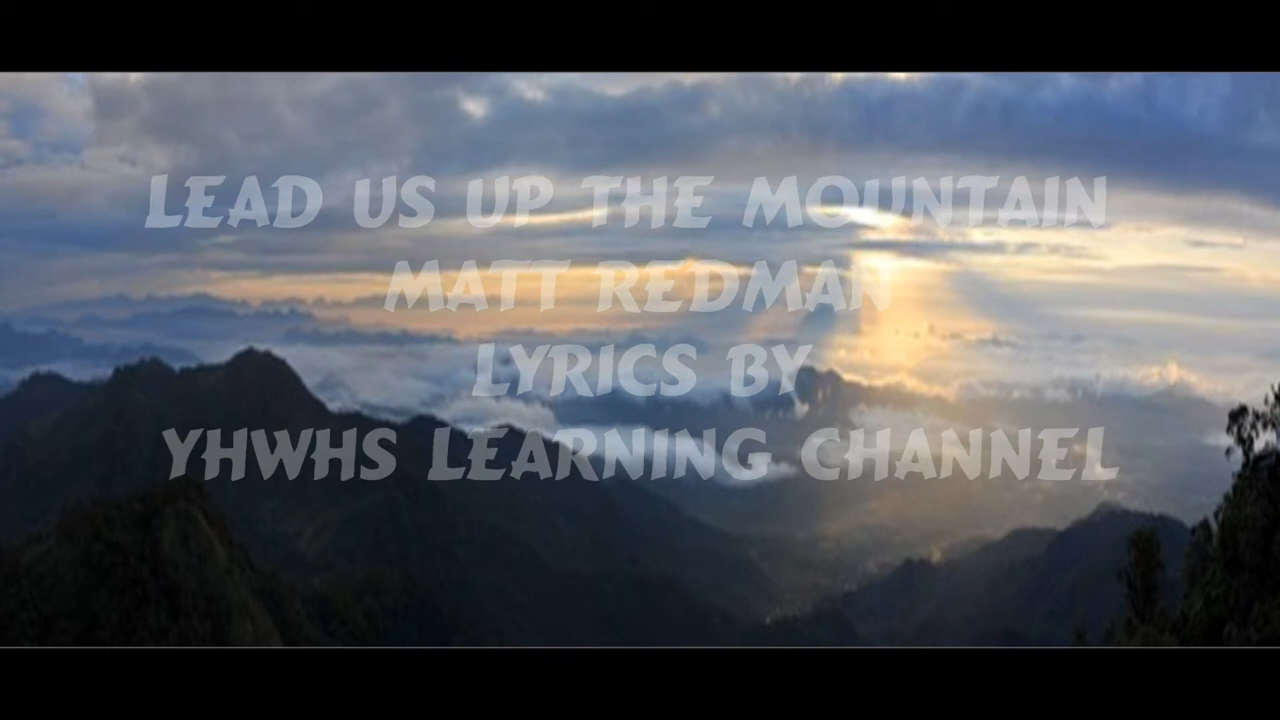 LEAD US UP THE MOUNTAIN
MATT REDMAN
LYRICS BY
YHWHS LEARNING CHANNEL